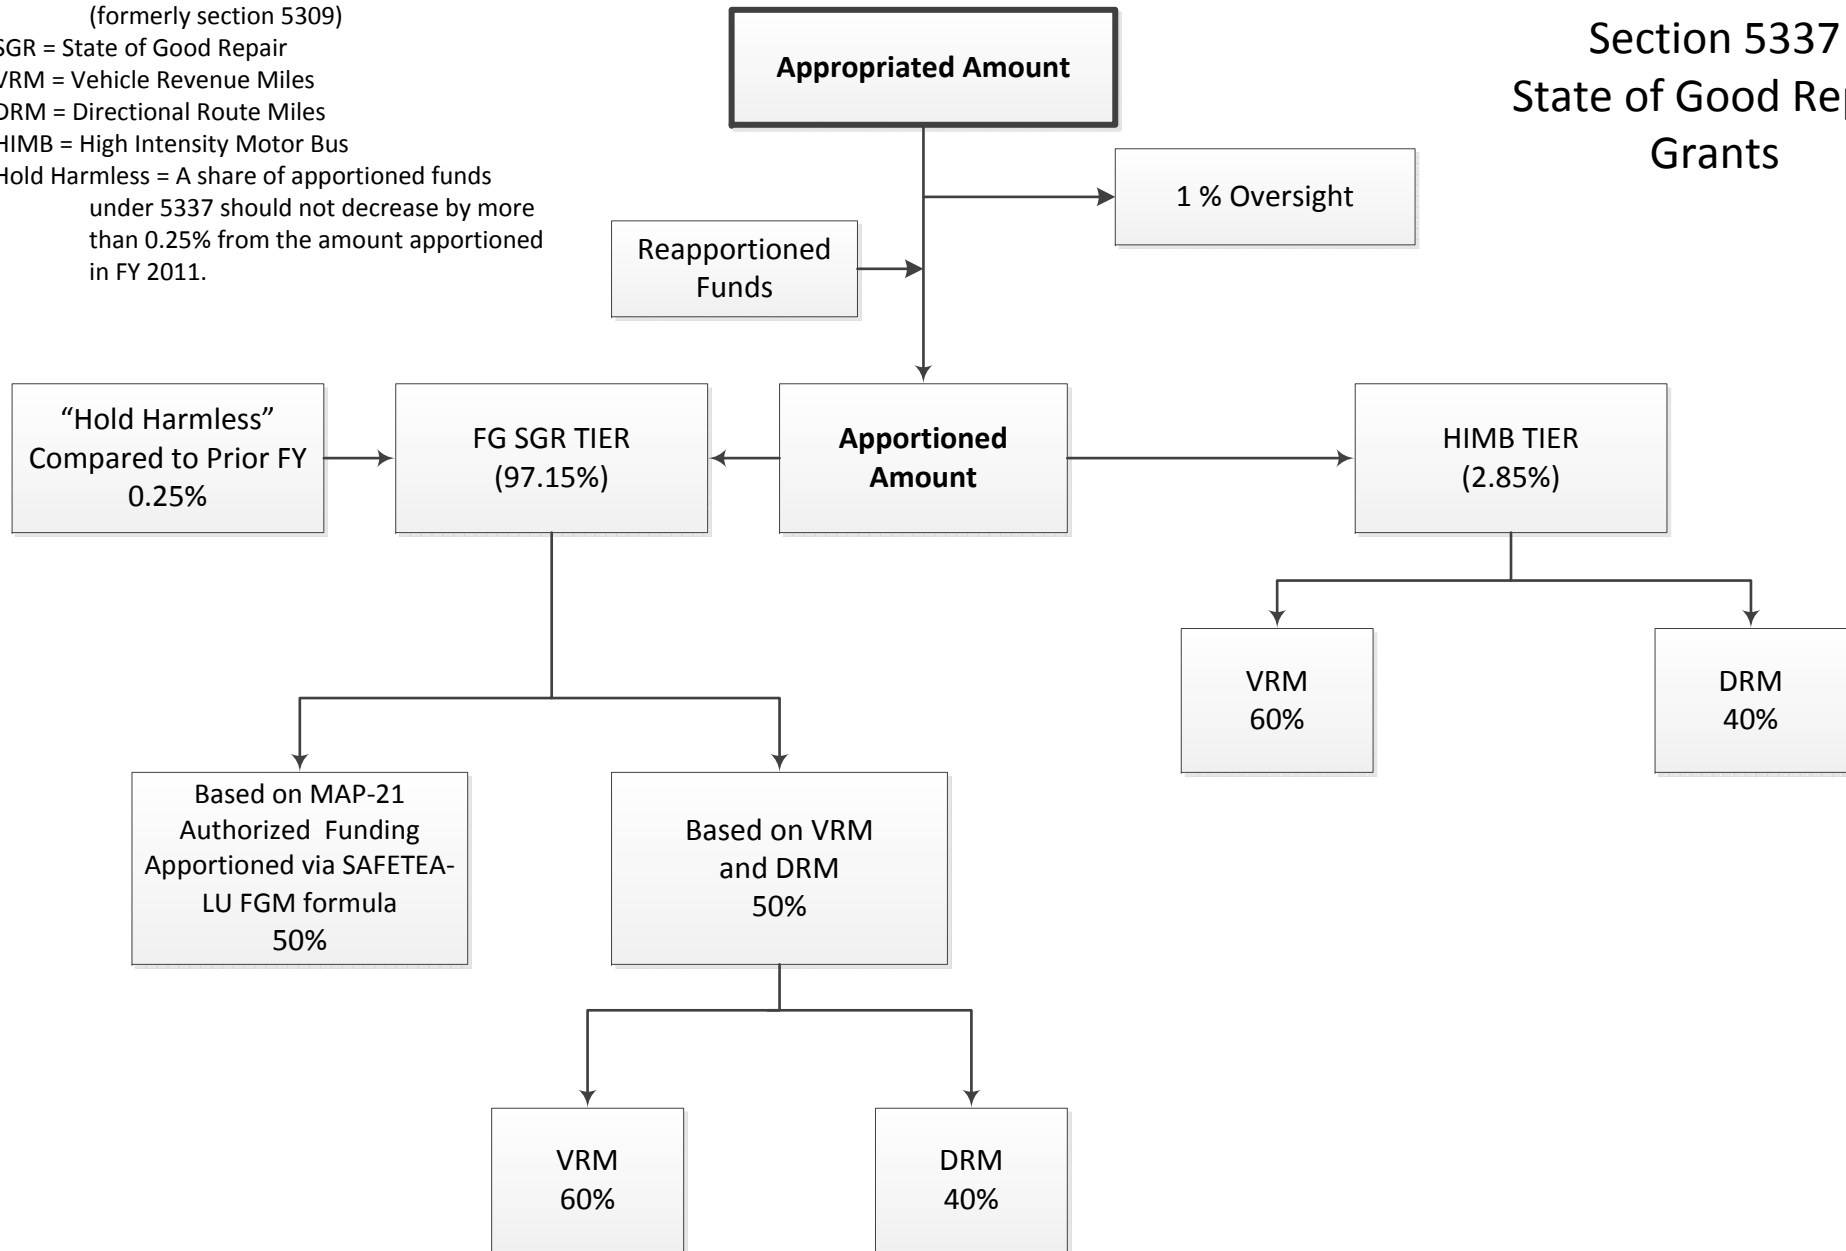 (formerly section 5309)
SGR = State of Good Repair
VRM = Vehicle Revenue Miles
DRM = Directional Route Miles
HIMB = High Intensity Motor Bus
Hold Harmless = A share of apportioned funds
under 5337 should not decrease by more
than 0.25% from the amount apportioned
in FY 2011.
Appropriated Amount
Section 5337
State of Good
Grants
1 % Oversight
Reapportioned
Funds
“Hold Harmless”
Compared to Prior FY
0.25%
FG SGR TIER
(97.15%)
Apportioned
Amount
HIMB TIER
(2.85%)
VRM
60%
DRM
40%
Based on MAP-21
Authorized  Funding
Apportioned via SAFETEA-
LU FGM formula
50%
Based on VRM
and DRM
50%
VRM
60%
DRM
40%